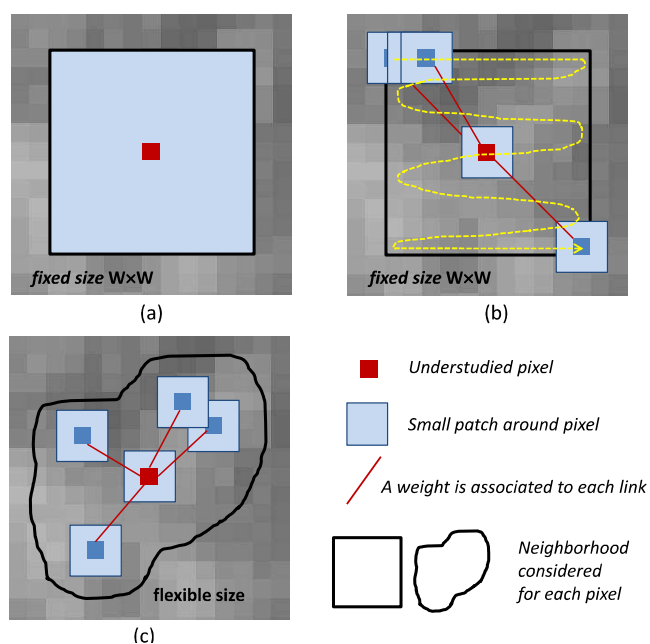 fixed size W×W
(a)
fixed size W×W
(b)
flexible size
(c)
Understudied pixel
Small patch around pixel
A weight is associated to each link
Neighborhood
considered
for each pixel